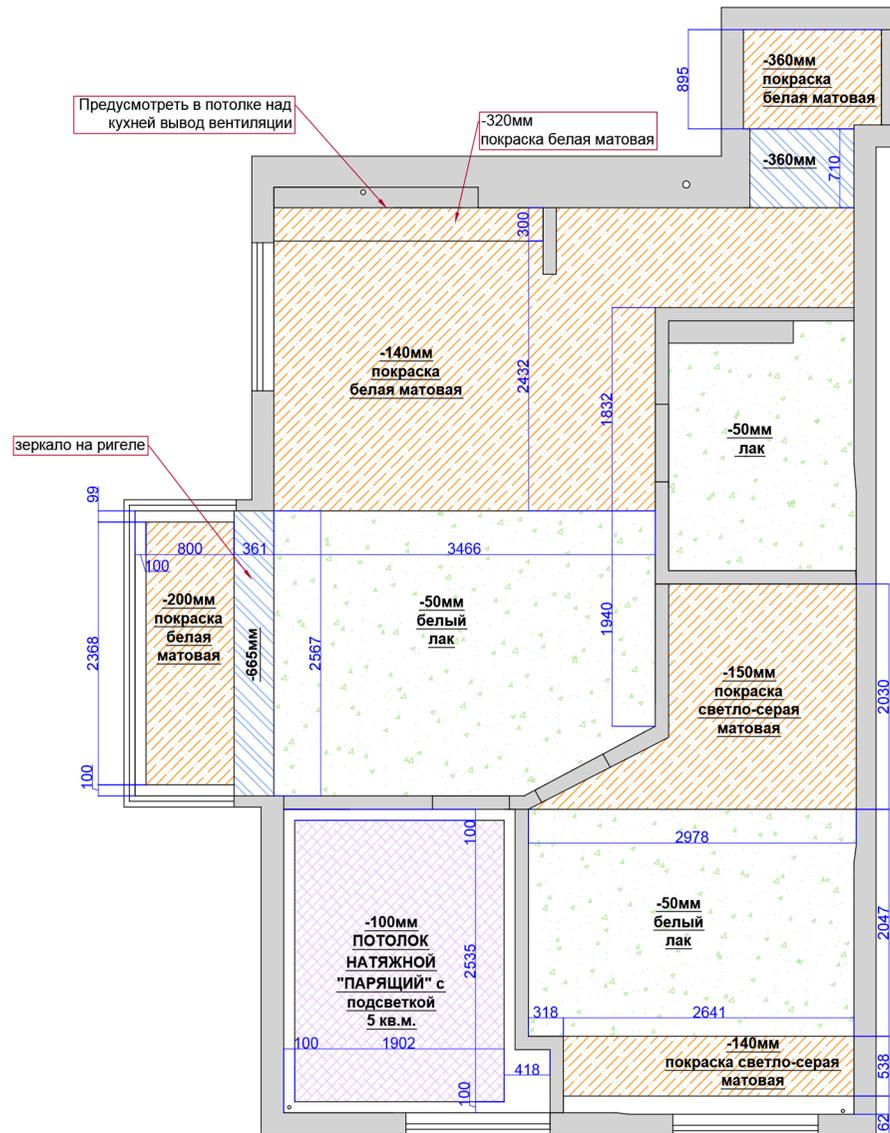 -360мм
покраска
белая матовая
895
Предусмотреть в потолке над
кухней вывод вентиляции
-320мм
покраска белая матовая
-360мм
710
300
-140мм
покраска
белая матовая
2432
1832
-50мм
лак
зеркало на ригеле
99
800
361
3466
100
-200мм
покраска
белая
матовая
-50мм
белый
лак
1940
2368
-665мм
2567
-150мм
покраска
светло-серая
матовая
2030
100
100
2978
-50мм
белый
лак
2047
-100мм
ПОТОЛОК
НАТЯЖНОЙ
"ПАРЯЩИЙ" с
подсветкой
5 кв.м.
2535
318
2641
100
1902
418
-140мм
покраска светло-серая
матовая
538
100
62